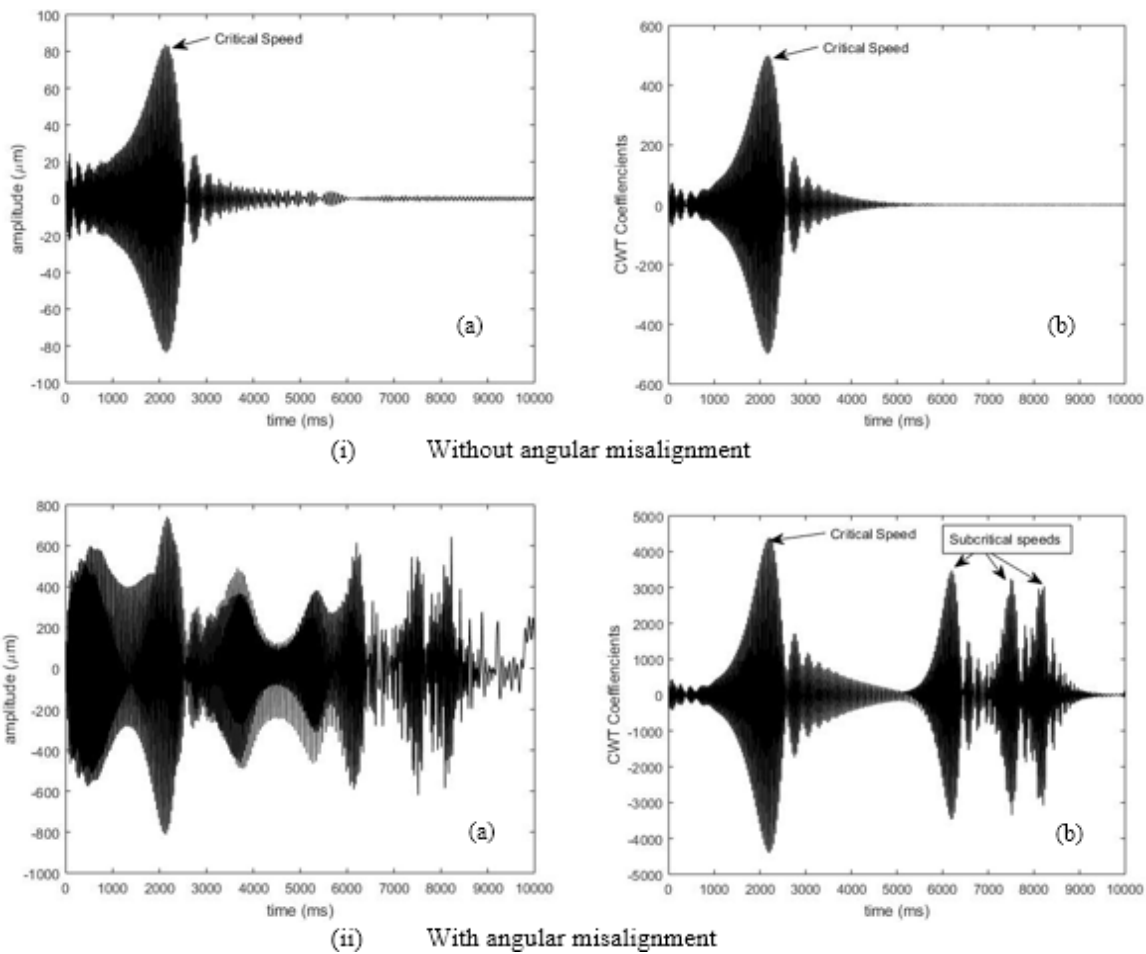 Critical Speed
100
80
60
40
20
0
-20
-40
-60
-80
-100
amplitude (μm)
(a)
0 1000 2000 3000 4000 5000 6000 7000 8000 9000 10000
time (ms)
Critical Speed
600
400
200
0
-200
-400
-600
CWT Coeffiencients
(b)
0 1000 2000 3000 4000 5000 6000 7000 8000 9000 10000
time (ms)
(i) Without angular misalignment
800
600
400
200
0
-200
-400
-600
-800
-1000
amplitude (μm)
(a)
0 1000 2000 3000 4000 5000 6000 7000 8000 9000 10000
time (ms)
Critical Speed
Subcritical speeds
5000
4000
3000
2000
1000
0
-1000
-2000
-3000
-4000
-5000
CWT Coeffiencients
(b)
0 1000 2000 3000 4000 5000 6000 7000 8000 9000 10000
time (ms)
(ii) With angular misalignment